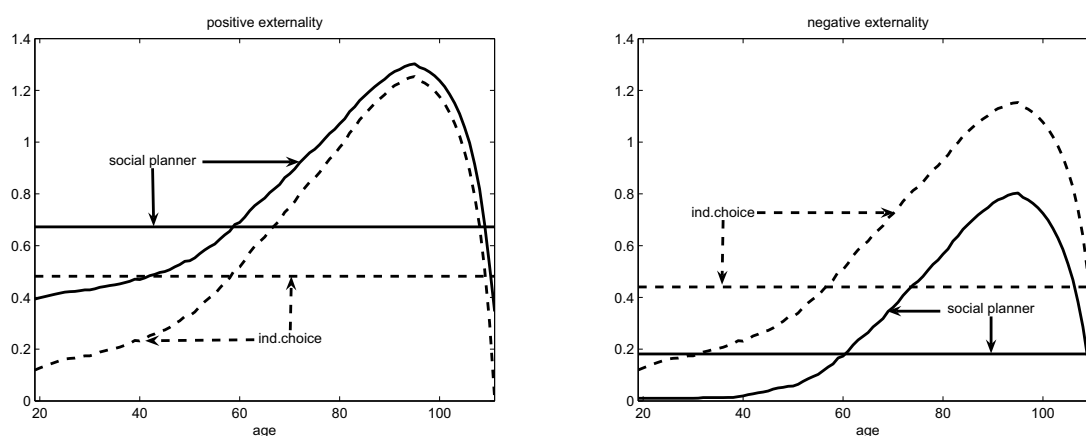 positive externality
1.4
1.2
1
0.8
0.6
0.4
0.2
0
social planner
ind.choice
20 40 60 80 100
age
negative externality
1.4
1.2
1
0.8
0.6
0.4
0.2
0
ind.choice
social planner
20 40 60 80 100
age